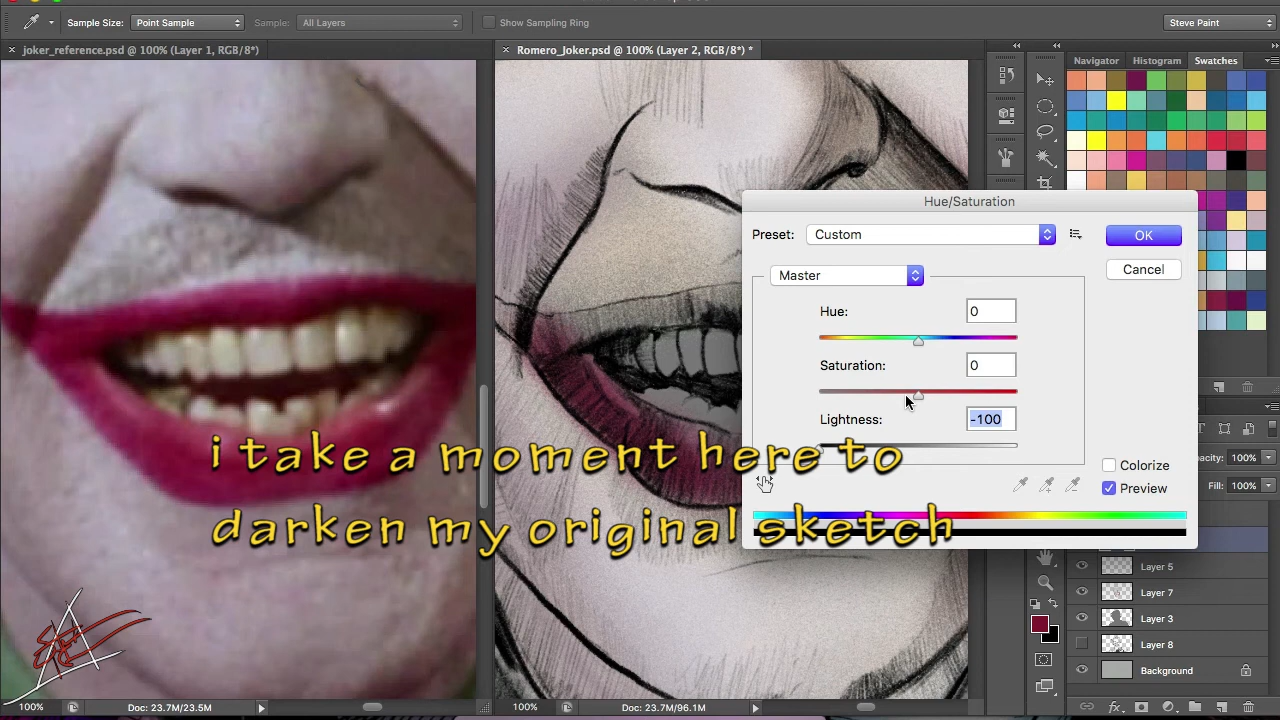 Sample Size: Point Sample Sample: All Layers Show Sampling Ring Steve Paint
joker_reference.psd @ 100% (Layer 1, RGB/8*)
Romero_Joker.psd @ 100% (Layer 2, RGB/8*) *
Navigator Histogram Swatches
Hue/Saturation
Preset: Custom OK
Master Cancel
Hue: 0
Saturation: 0
Lightness: -100
Colorize
Preview
i take a moment here to
darken my original sketch
100%
Fill: 100%
Layer 5
Layer 7
Layer 3
Layer 8
Background
100% Doc: 23.7M/23.5M
100% Doc: 23.7M/96.1M